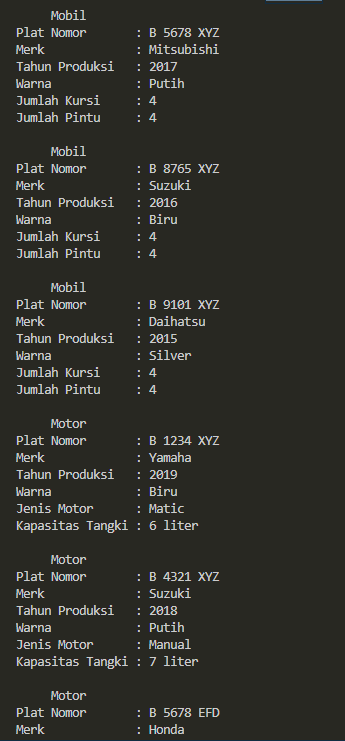 Mobil
Plat Nomor : B 5678 XYZ
Merk : Mitsubishi
Tahun Produksi : 2017
Warna : Putih
Jumlah Kursi : 4
Jumlah Pintu : 4
Mobil
Plat Nomor : B 8765 XYZ
Merk : Suzuki
Tahun Produksi : 2016
Warna : Biru
Jumlah Kursi : 4
Jumlah Pintu : 4
Mobil
Plat Nomor : B 9101 XYZ
Merk : Daihatsu
Tahun Produksi : 2015
Warna : Silver
Jumlah Kursi : 4
Jumlah Pintu : 4
Motor
Plat Nomor : B 1234 XYZ
Merk : Yamaha
Tahun Produksi : 2019
Warna : Biru
Jenis Motor : Matic
Kapasitas Tangki : 6 liter
Motor
Plat Nomor : B 4321 XYZ
Merk : Suzuki
Tahun Produksi : 2018
Warna : Putih
Jenis Motor : Manual
Kapasitas Tangki : 7 liter
Motor
Plat Nomor : B 5678 EFD
Merk : Honda